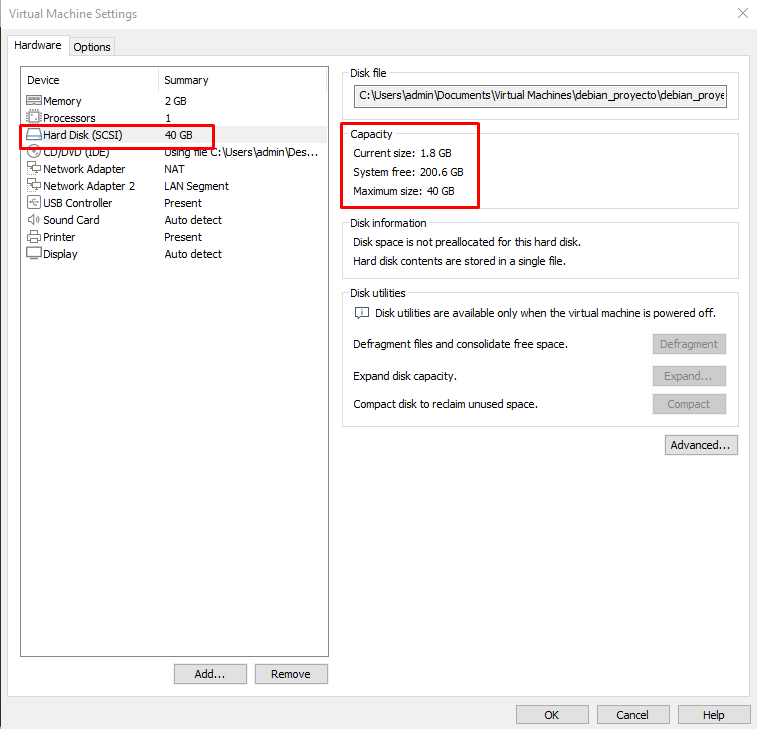 Virtual Machine Settings
Hardware Options
Device Summary
Memory 2 GB
Processors 1
Hard Disk (SCSI) 40 GB
CD/DVD (IDE) Using file C:\Users\admin\Des...
Network Adapter NAT
Network Adapter 2 LAN Segment
USB Controller Present
Sound Card Auto detect
Printer Present
Display Auto detect
Add... Remove
Disk file
C:\Users\admin\Documents\Virtual Machines\debian_proyecto\debian_proye
Capacity
Current size: 1.8 GB
System free: 200.6 GB
Maximum size: 40 GB
Disk information
Disk space is not preallocated for this hard disk.
Hard disk contents are stored in a single file.
Disk utilities
Disk utilities are available only when the virtual machine is powered off.
Defragment files and consolidate free space. Defragment
Expand disk capacity. Expand...
Compact disk to reclaim unused space. Compact
Advanced...
OK Cancel Help